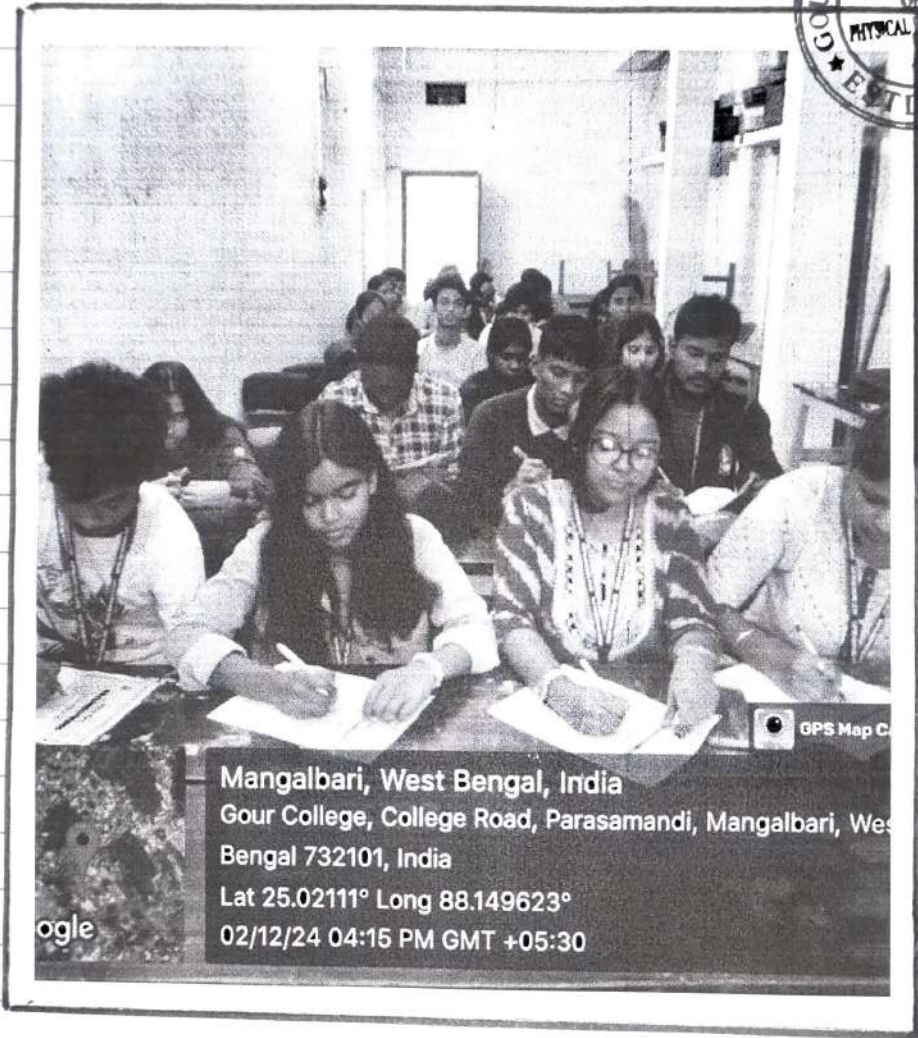 PHYSICAL
GPS Map Ca
Mangalbari, West Bengal, India
Gour College, College Road, Parasamandi, Mangalbari, Wes
Bengal 732101, India
Lat 25.02111° Long 88.149623°
02/12/24 04:15 PM GMT +05:30
ogle